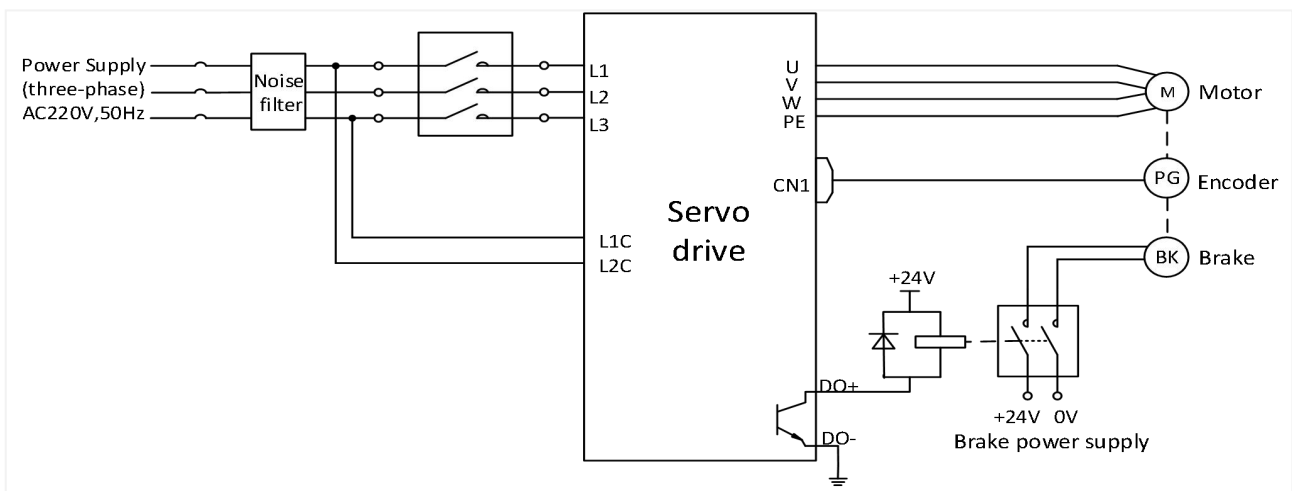 Power Supply
(three-phase)
AC220V,50Hz
Noise
filter
L1
L2
L3
L1C
L2C
Servo
drive
U
V
W
PE
CN1
M
Motor
PG
Encoder
BK
Brake
+24V
DO+
DO-
+24V 0V
Brake power supply